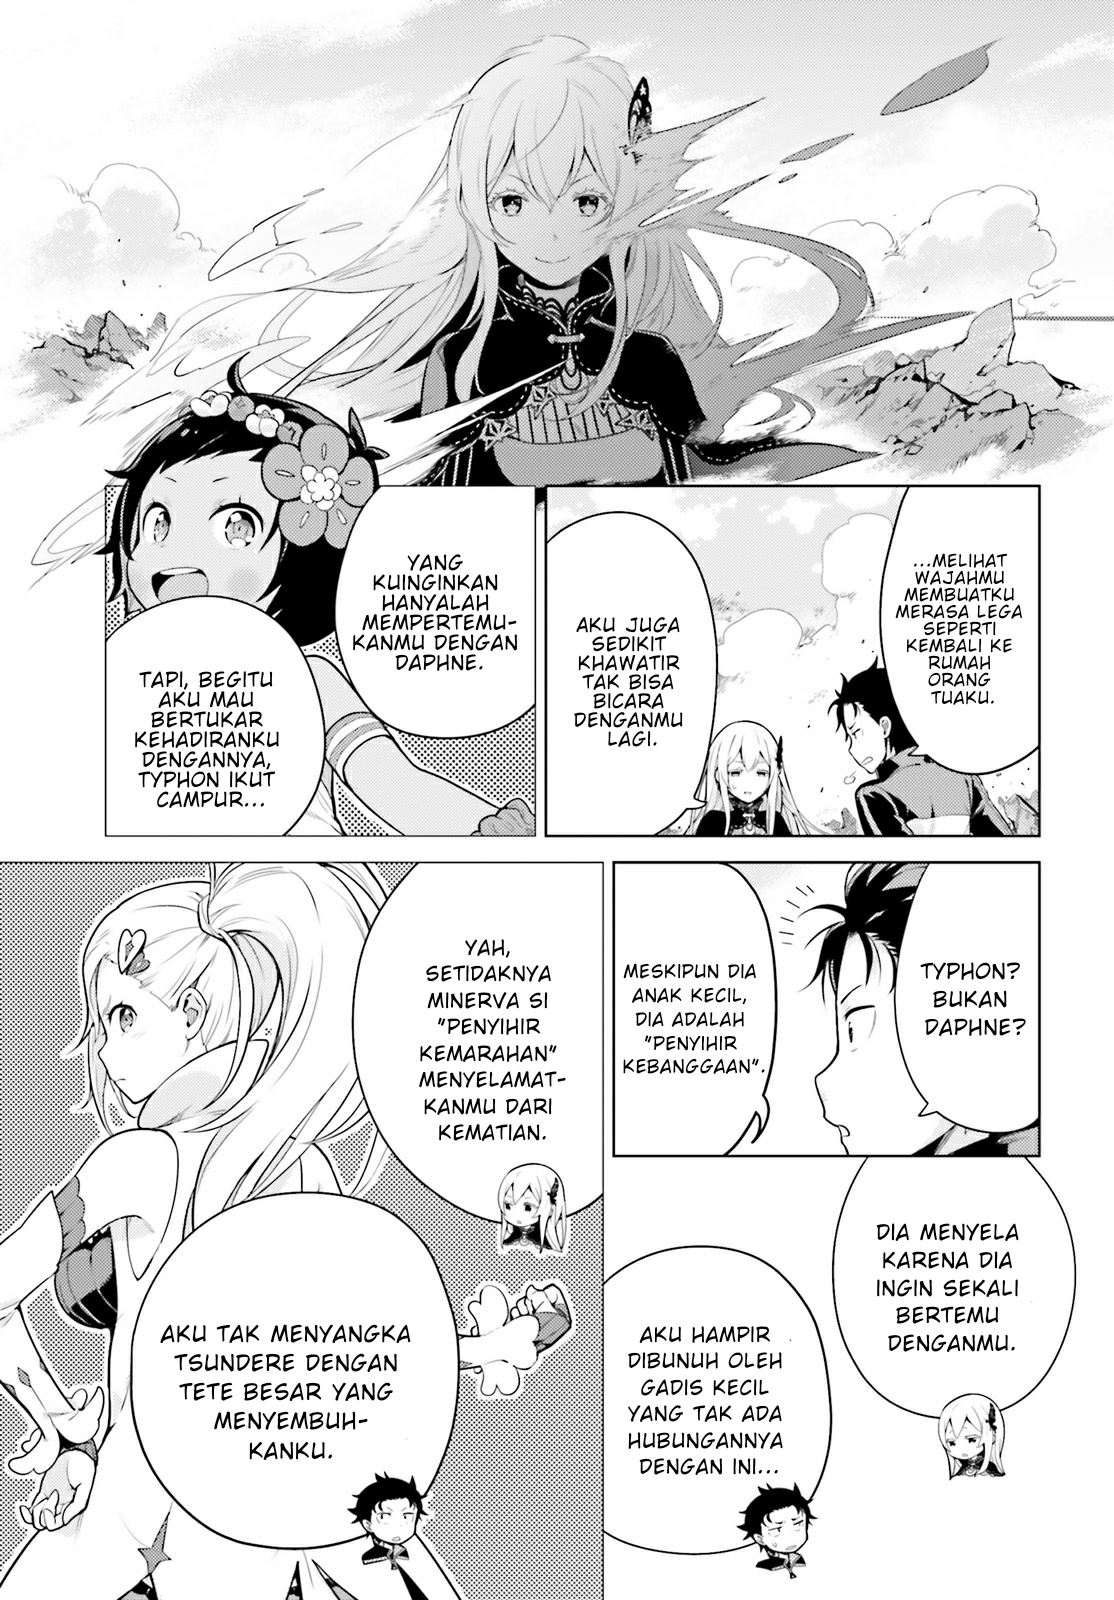 ...MELIHAT
WAJAHMU
MEMBUATKU
MERASA LEGA
SEPERTI
KEMBALI KE
RUMAH
ORANG
TUAKU.
AKU JUGA
SEDIKIT
KHAWATIR
TAK BISA
BICARA
DENGANMU
LAGI.
YANG
KUINGINKAN
HANYALAH
MEMPERTEMU-
KANMU DENGAN
DAPHNE.
TAPI, BEGITU
AKU MAU
BERTUKAR
KEHADIRANKU
DENGANNYA,
TYPHON IKUT
CAMPUR...
TYPHON?
BUKAN
DAPHNE?
MESKIPUN DIA
ANAK KECIL,
DIA ADALAH
"PENYIHIR
KEBANGGAAN".
DIA MENYELA
KARENA DIA
INGIN SEKALI
BERTEMU
DENGANMU.
AKU HAMPIR
DIBUNUH OLEH
GADIS KECIL
YANG TAK ADA
HUBUNGANNYA
DENGAN INI...
YAH,
SETIDAKNYA
MINERVA SI
"PENYIHIR
KEMARAHAN"
MENYELAMAT-
KANMU DARI
KEMATIAN.
AKU TAK MENYANGKA
TSUNDERE DENGAN
TETE BESAR YANG
MENYEMBUH-
KANKU.